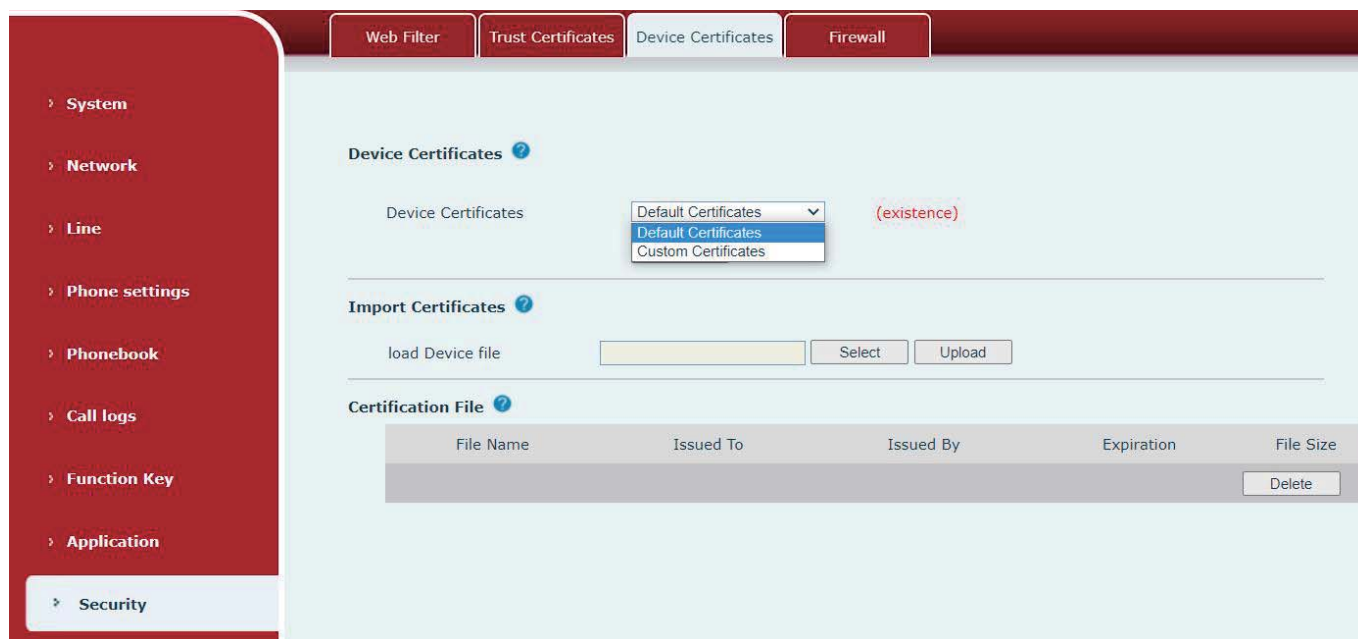 Web Filter Trust Certificates Device Certificates Firewall
System
Network
Line
Phone settings
Phonebook
Call logs
Function Key
Application
Security
Device Certificates ?
Device Certificates Default Certificates (existence)
Default Certificates
Custom Certificates
Import Certificates ?
load Device file Select Upload
Certification File ?
File Name Issued To Issued By Expiration File Size
Delete